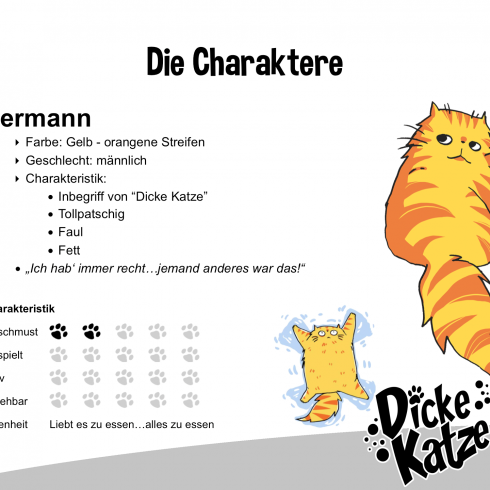 Die Charaktere
ermann
Farbe: Gelb - orangene Streifen
Geschlecht: männlich
Charakteristik:
Inbegriff von “Dicke Katze”
Tollpatschig
Faul
Fett
„Ich hab‘ immer recht…jemand anderes war das!“
arakteristik
schmust
spielt
v
ehbar
enheit Liebt es zu essen…alles zu essen
Dicke
Katze